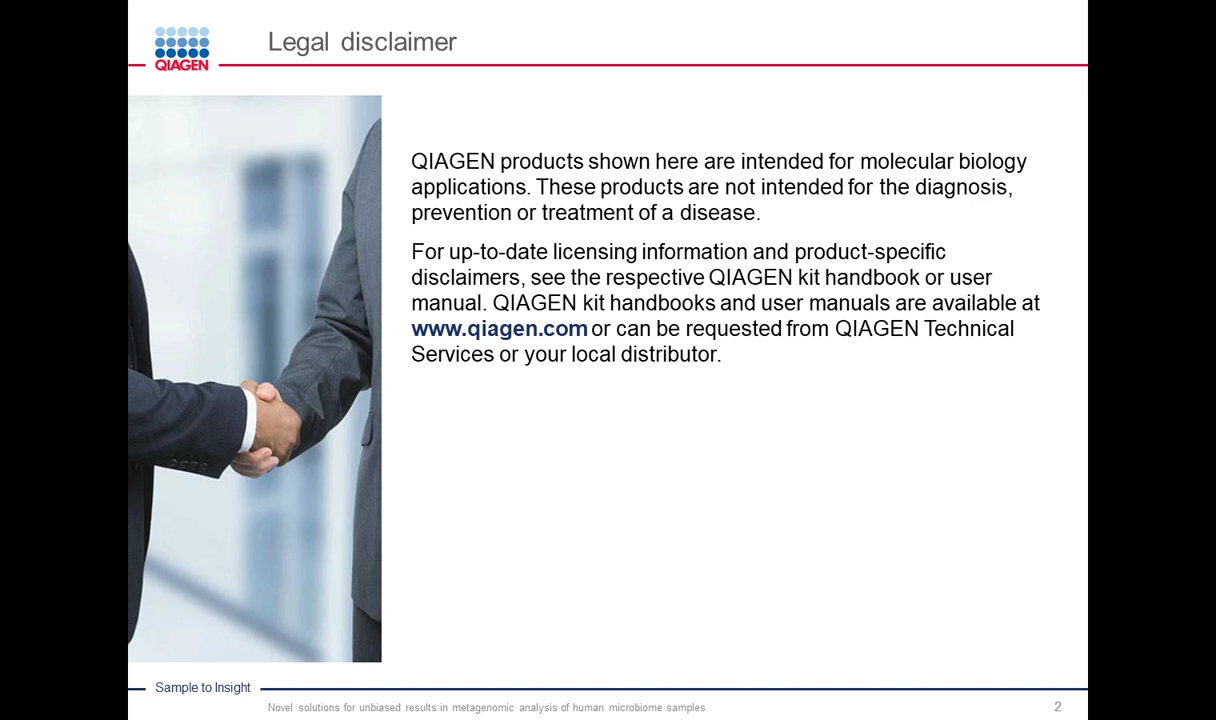 QIAGEN
Legal disclaimer
QIAGEN products shown here are intended for molecular biology
applications. These products are not intended for the diagnosis,
prevention or treatment of a disease.
For up-to-date licensing information and product-specific
disclaimers, see the respective QIAGEN kit handbook or user
manual. QIAGEN kit handbooks and user manuals are available at
www.qiagen.com or can be requested from QIAGEN Technical
Services or your local distributor.
Sample to Insight
Novel solutions for unbiased results in metagenomic analysis of human microbiome samples
2